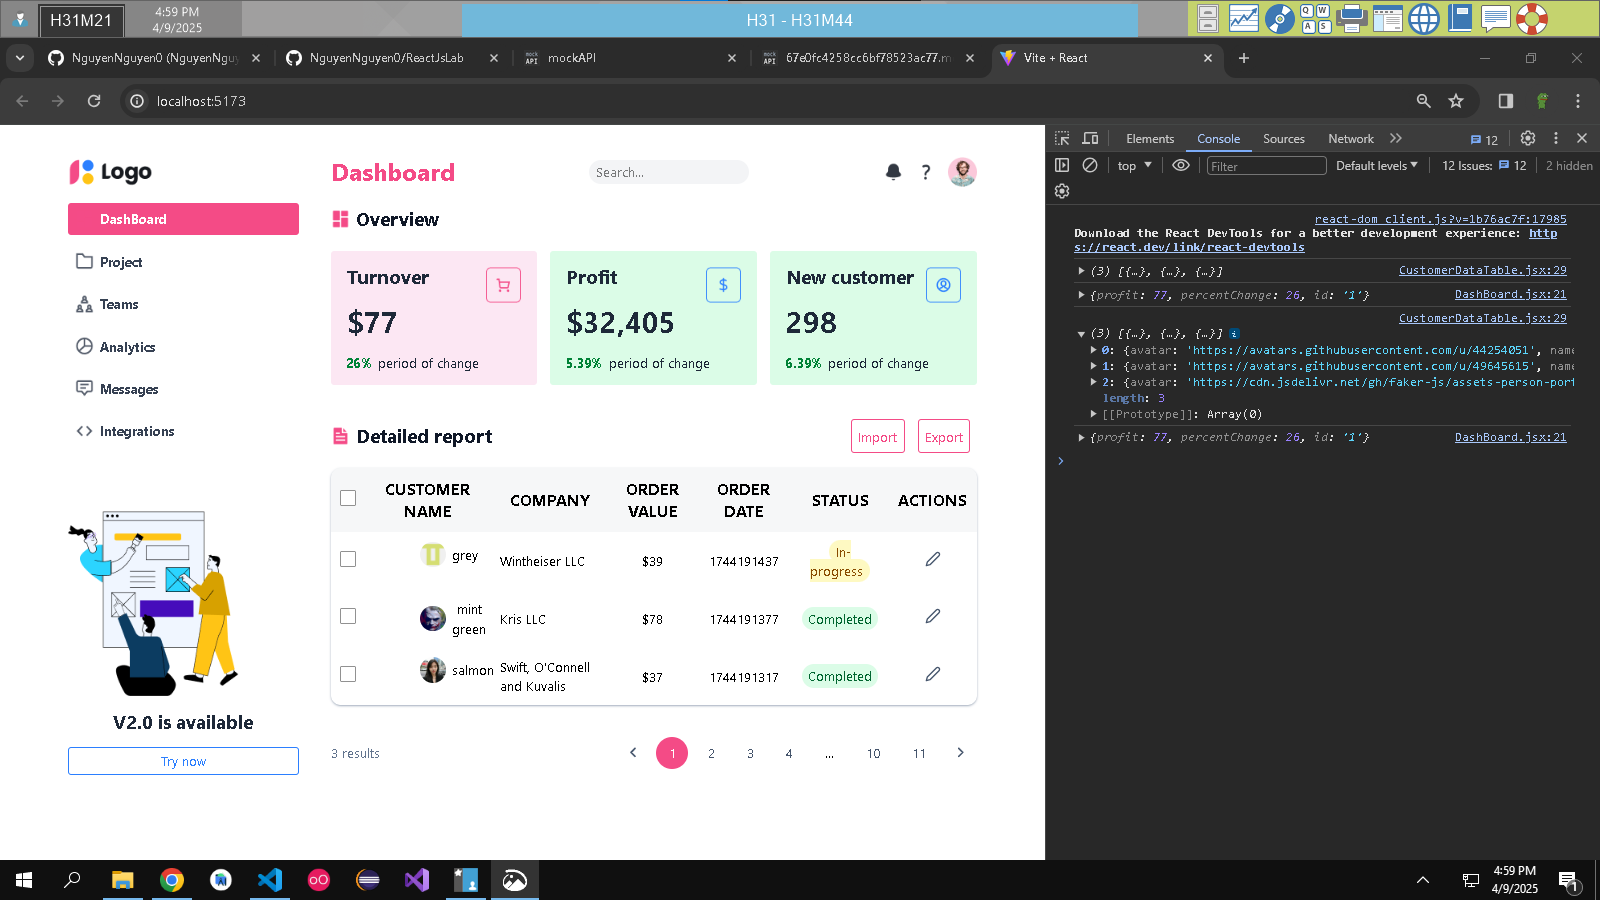 H31M21
4:59 PM
4/9/2025
H31 - H31M44
Q W
A S
NguyenNguyen0 (NguyenNgu
NguyenNguyen0/ReactJsLab
mock API
mockAPI
mock API
67e0fc4258cc6bf78523ac77.m
Vite + React
localhost:5173
Logo
DashBoard
Project
Teams
Analytics
Messages
Integrations
V2.0 is available
Try now
Dashboard
Search...
?
Overview
Turnover
$77
26% period of change
Profit
$
$32,405
5.39% period of change
New customer
298
6.39% period of change
Detailed report
Import
Export
CUSTOMER NAME
COMPANY
ORDER VALUE
ORDER DATE
STATUS
ACTIONS
grey
Wintheiser LLC
$39
1744191437
In-progress
mint green
Kris LLC
$78
1744191377
Completed
salmon
Swift, O'Connell and Kuvalis
$37
1744191317
Completed
3 results
1
2
3
4
...
10
11
Elements
Console
Sources
Network
12
top
Filter
Default levels
12 Issues:
12
2 hidden
react-dom client.js?v=1b76ac7f:17985
Download the React DevTools for a better development experience: http
s://react.dev/link/react-devtools
(3) [{…}, {…}, {…}]
CustomerDataTable.jsx:29
{profit: 77, percentChange: 26, id: '1'}
DashBoard.jsx:21
CustomerDataTable.jsx:29
(3) [{…}, {…}, {…}] i
0: {avatar: 'https://avatars.githubusercontent.com/u/44254051', name
1: {avatar: 'https://avatars.githubusercontent.com/u/49645615', name
2: {avatar: 'https://cdn.jsdelivr.net/gh/faker-js/assets-person-port
length: 3
[[Prototype]]: Array(0)
{profit: 77, percentChange: 26, id: '1'}
DashBoard.jsx:21
4:59 PM
4/9/2025
1